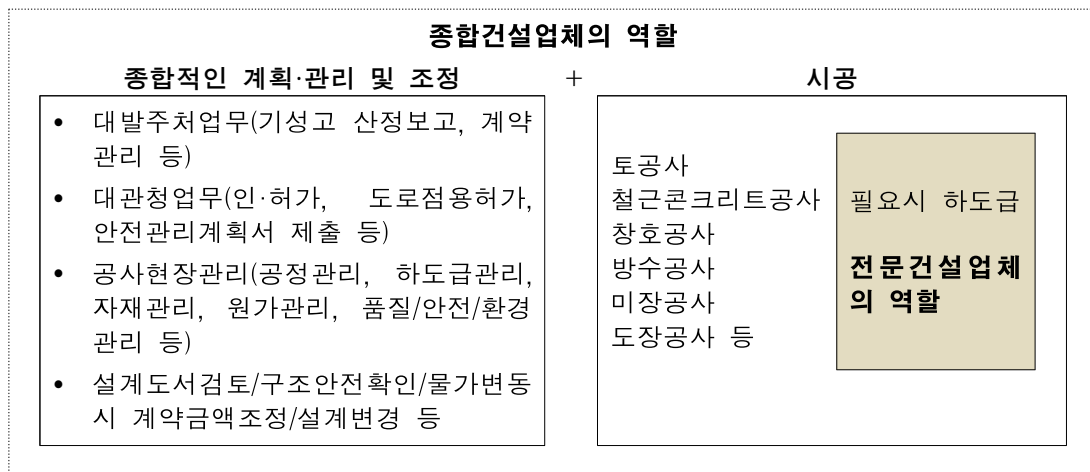 종합건설업체의 역할
종합적인 계획·관리 및 조정 + 시공
• 대발주처업무(기성고 산정보고, 계약
관리 등)
• 대관청업무(인·허가, 도로점용허가,
안전관리계획서 제출 등)
• 공사현장관리(공정관리, 하도급관리,
자재관리, 원가관리, 품질/안전/환경
관리 등)
• 설계도서검토/구조안전확인/물가변동
시 계약금액조정/설계변경 등
토공사
철근콘크리트공사
창호공사
방수공사
미장공사
도장공사 등
필요시 하도급
전문건설업체
의 역할